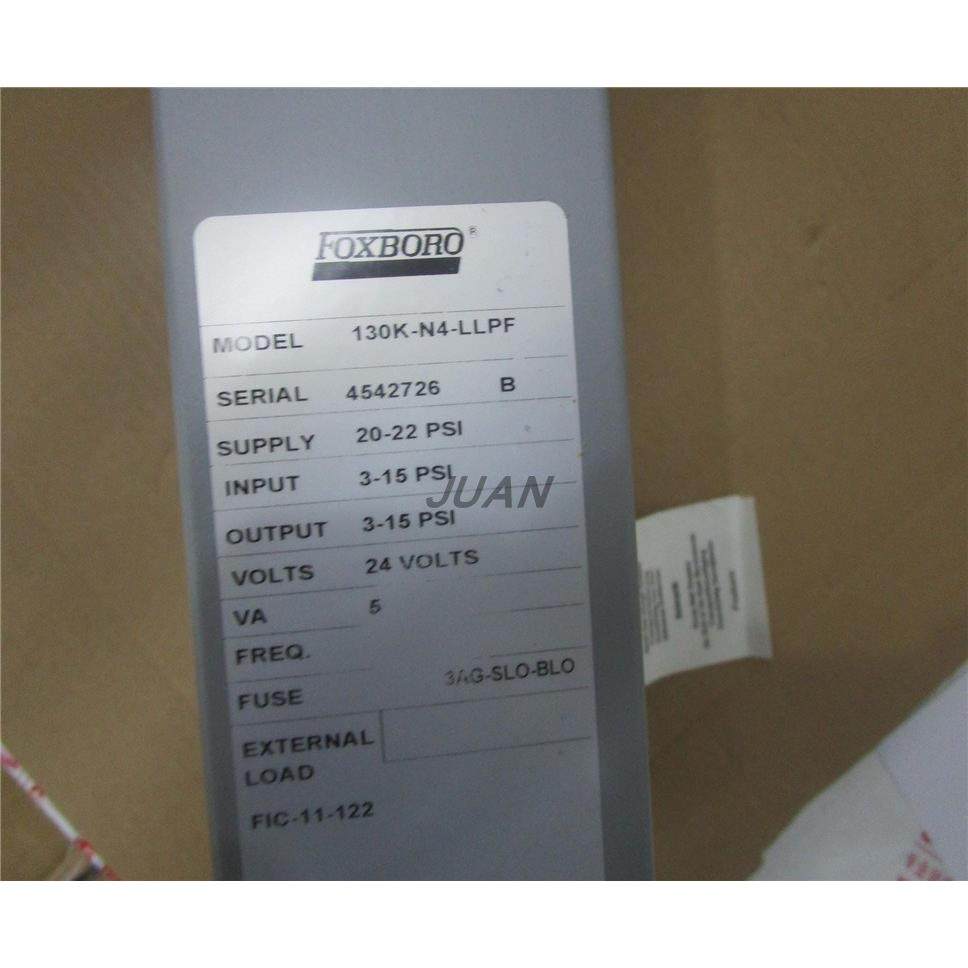 FOXBORO®
MODEL 130K-N4-LLPF
SERIAL 4542726 B
SUPPLY 20-22 PSI
INPUT 3-15 PSI
JUAN
OUTPUT 3-15 PSI
VOLTS 24 VOLTS
VA 5
FREQ.
FUSE 3AG-SLO-BLO
EXTERNAL
LOAD
FIC-11-122